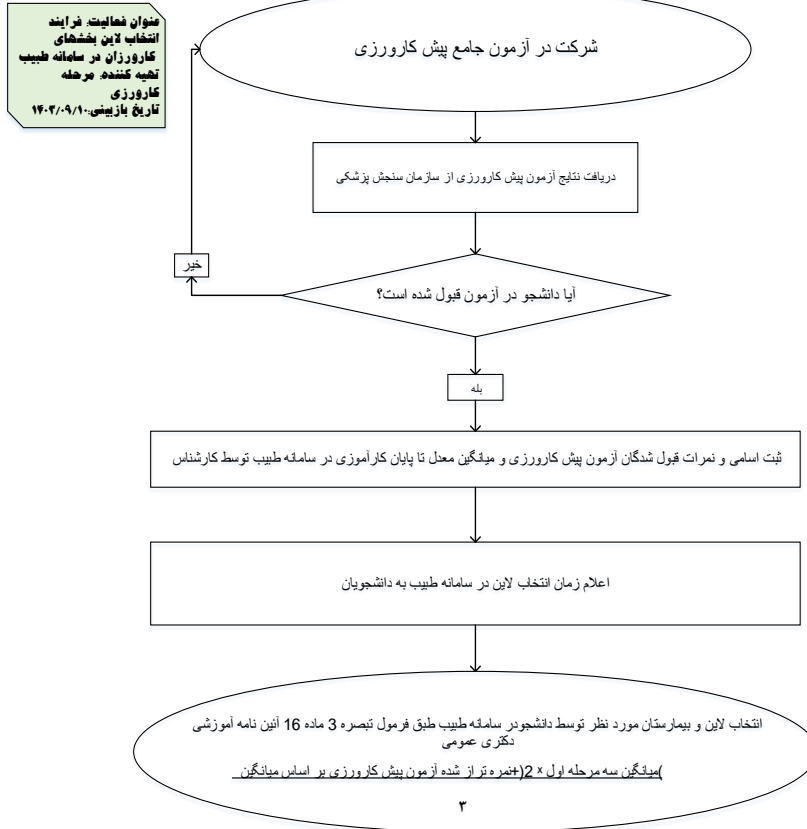 عنوان فعالیت: فرایند
انتخاب لاین بخشهای
کارورزان در سامانه طبیب
تهیه کننده: مرحله
کارورزی
تاریخ بازبینی:۱۴۰۳/۰۹/۱۰
شرکت در آزمون جامع پیش کارورزی
دریافت نتایج آزمون پیش کارورزی از سازمان سنجش پزشکی
آیا دانشجو در آزمون قبول شده است؟
خیر
بله
ثبت اسامی و نمرات قبول شدگان آزمون پیش کارورزی و میانگین معدل تا پایان کارآموزی در سامانه طبیب توسط کارشناس
اعلام زمان انتخاب لاین در سامانه طبیب به دانشجویان
انتخاب لاین و بیمارستان مورد نظر توسط دانشجودر سامانه طبیب طبق فرمول تبصره 3 ماده 16 آئین نامه آموزشی
دکتری عمومی
)میانگین سه مرحله اول × 2(+نمره تراز شده آزمون پیش کارورزی بر اساس میانگین
۳